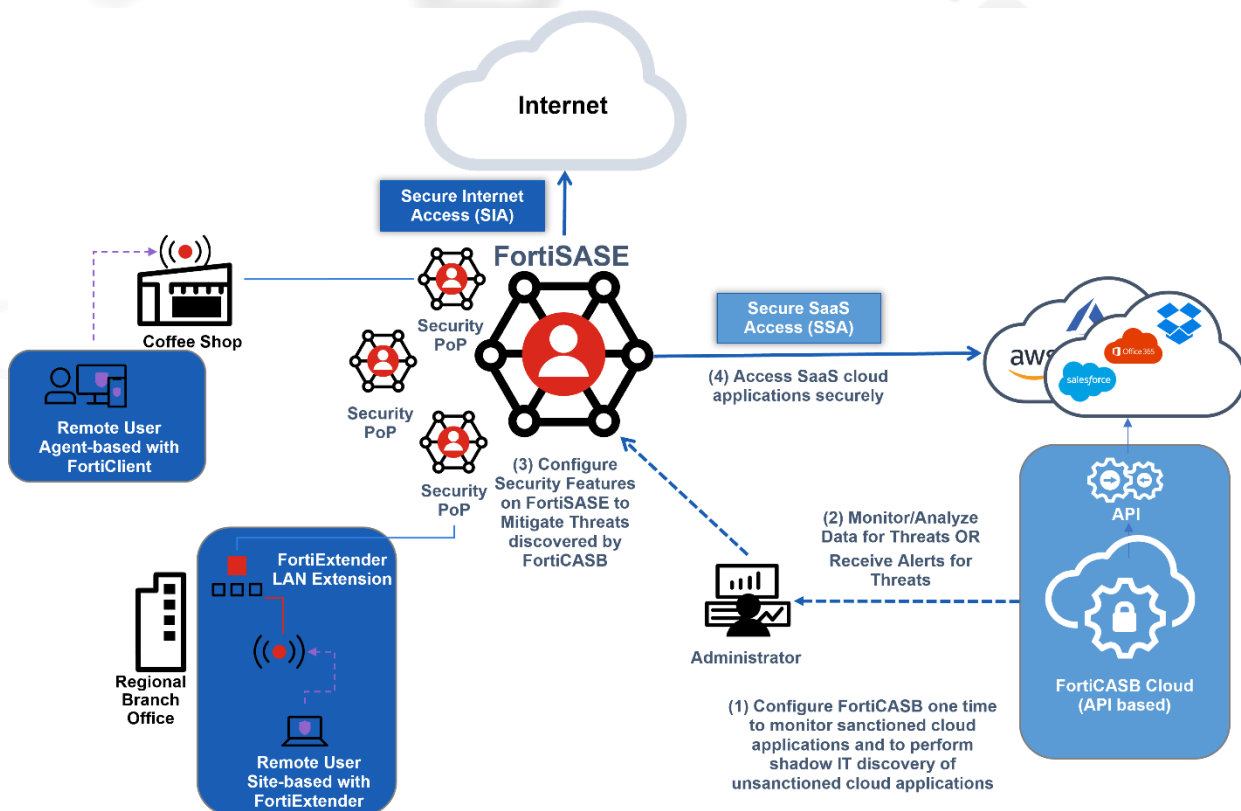 Internet
Secure Internet
Access (SIA)
FortiSASE
Coffee Shop
Security
PoP
Security
PoP
Security
PoP
Remote User
Agent-based with
FortiClient
Secure SaaS
Access (SSA)
(4) Access SaaS cloud
applications securely
aws
Office 365
salesforce
(3) Configure
Security Features
on FortiSASE to
Mitigate Threats
discovered by
FortiCASB
API
(2) Monitor/Analyze
Data for Threats OR
Receive Alerts for
Threats
FortiExtender
LAN Extension
Administrator
Regional
Branch
Office
FortiCASB Cloud
(API based)
(1) Configure FortiCASB one time
to monitor sanctioned cloud
applications and to perform
shadow IT discovery of
unsanctioned cloud applications
Remote User
Site-based with
FortiExtender